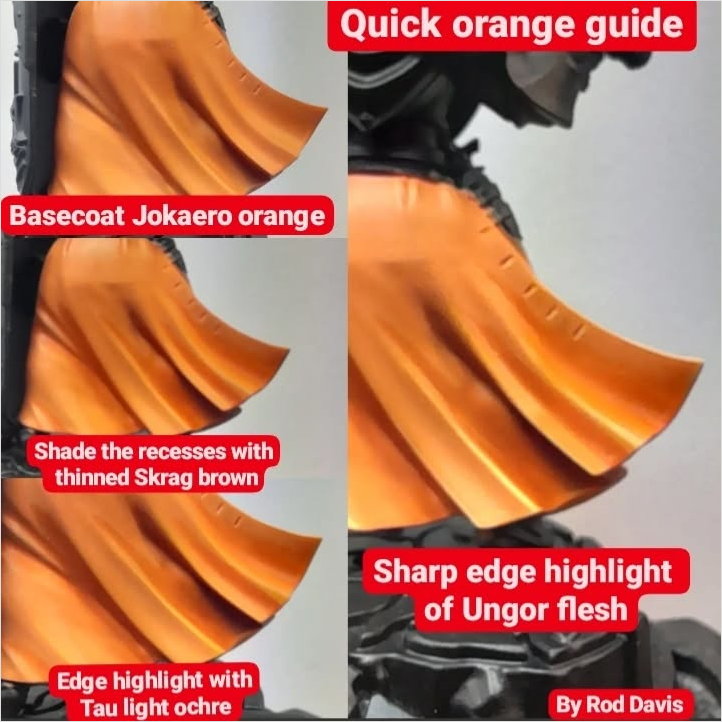 Quick orange guide
Basecoat Jokaero orange
Shade the recesses with
thinned Skrag brown
Edge highlight with
Tau light ochre
Sharp edge highlight
of Ungor flesh
By Rod Davis